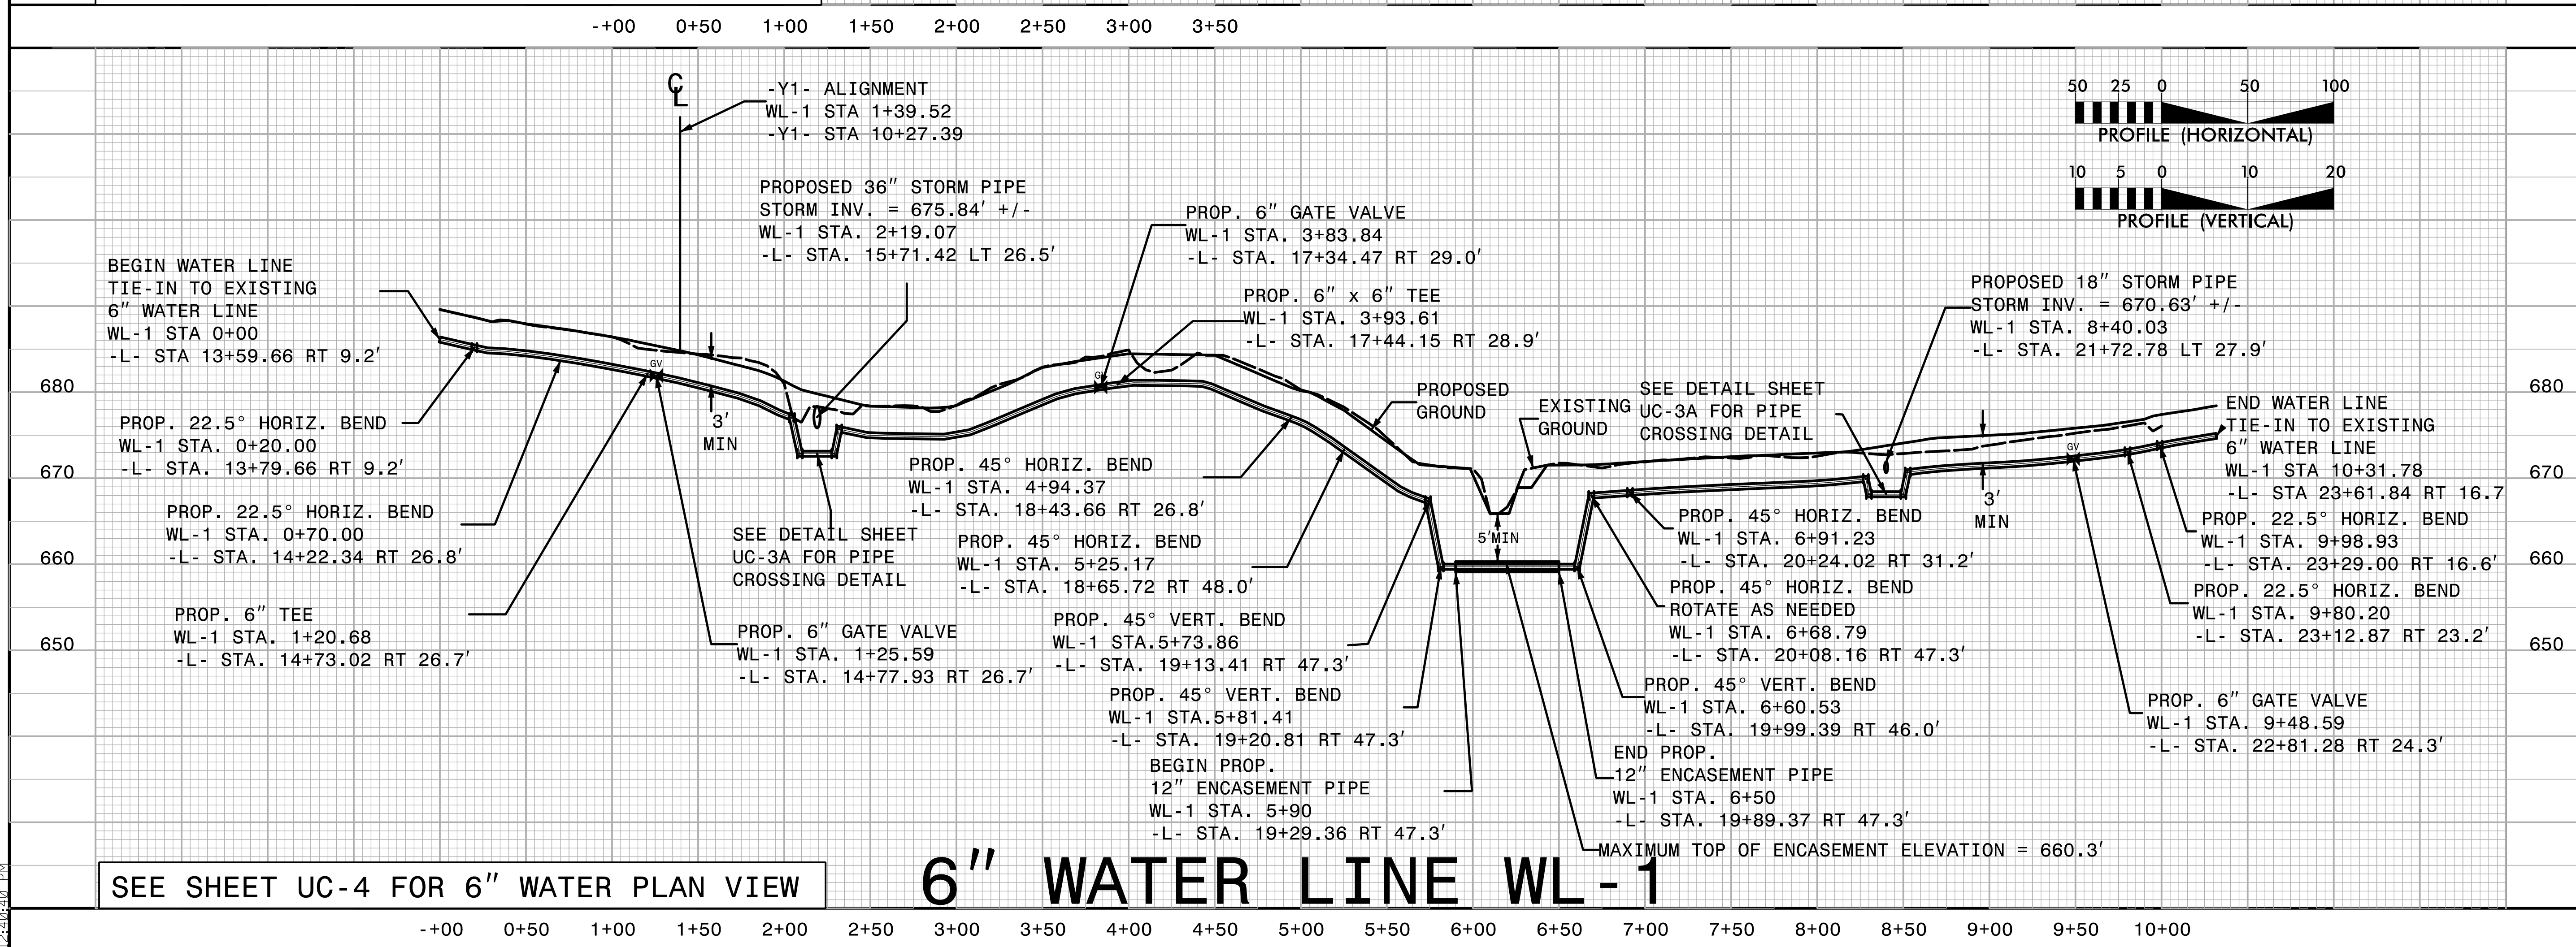 -+00 0+50 1+00 1+50 2+00 2+50 3+00 3+50
50 25 0 50 100
PROFILE (HORIZONTAL)
10 5 0 10 20
PROFILE (VERTICAL)
-Y1- ALIGNMENT
WL-1 STA 1+39.52
-Y1- STA 10+27.39
PROPOSED 36" STORM PIPE
STORM INV. = 675.84' +/-
WL-1 STA. 2+19.07
-L- STA. 15+71.42 LT 26.5'
PROP. 6" GATE VALVE
WL-1 STA. 3+83.84
-L- STA. 17+34.47 RT 29.0'
BEGIN WATER LINE
TIE-IN TO EXISTING
6" WATER LINE
WL-1 STA 0+00
-L- STA 13+59.66 RT 9.2'
PROP. 6" x 6" TEE
WL-1 STA. 3+93.61
-L- STA. 17+44.15 RT 28.9'
PROPOSED 18" STORM PIPE
STORM INV. = 670.63' +/-
WL-1 STA. 8+40.03
-L- STA. 21+72.78 LT 27.9'
680
670
660
650
680
670
660
650
GV
3'
MIN
PROPOSED
GROUND
EXISTING
GROUND
SEE DETAIL SHEET
UC-3A FOR PIPE
CROSSING DETAIL
GV
3'
MIN
END WATER LINE
TIE-IN TO EXISTING
6" WATER LINE
WL-1 STA 10+31.78
-L- STA 23+61.84 RT 16.7
PROP. 22.5° HORIZ. BEND
WL-1 STA. 0+20.00
-L- STA. 13+79.66 RT 9.2'
PROP. 22.5° HORIZ. BEND
WL-1 STA. 0+70.00
-L- STA. 14+22.34 RT 26.8'
PROP. 6" TEE
WL-1 STA. 1+20.68
-L- STA. 14+73.02 RT 26.7'
SEE DETAIL SHEET
UC-3A FOR PIPE
CROSSING DETAIL
PROP. 6" GATE VALVE
WL-1 STA. 1+25.59
-L- STA. 14+77.93 RT 26.7'
PROP. 45° HORIZ. BEND
WL-1 STA. 4+94.37
-L- STA. 18+43.66 RT 26.8'
PROP. 45° HORIZ. BEND
WL-1 STA. 5+25.17
-L- STA. 18+65.72 RT 48.0'
PROP. 45° VERT. BEND
WL-1 STA.5+73.86
-L- STA. 19+13.41 RT 47.3'
PROP. 45° VERT. BEND
WL-1 STA.5+81.41
-L- STA. 19+20.81 RT 47.3'
BEGIN PROP.
12" ENCASEMENT PIPE
WL-1 STA. 5+90
-L- STA. 19+29.36 RT 47.3'
5'MIN
PROP. 45° HORIZ. BEND
WL-1 STA. 6+91.23
-L- STA. 20+24.02 RT 31.2'
PROP. 45° HORIZ. BEND
ROTATE AS NEEDED
WL-1 STA. 6+68.79
-L- STA. 20+08.16 RT 47.3'
PROP. 45° VERT. BEND
WL-1 STA. 6+60.53
-L- STA. 19+99.39 RT 46.0'
END PROP.
12" ENCASEMENT PIPE
WL-1 STA. 6+50
-L- STA. 19+89.37 RT 47.3'
MAXIMUM TOP OF ENCASEMENT ELEVATION = 660.3'
PROP. 22.5° HORIZ. BEND
WL-1 STA. 9+98.93
-L- STA. 23+29.00 RT 16.6'
PROP. 22.5° HORIZ. BEND
WL-1 STA. 9+80.20
-L- STA. 23+12.87 RT 23.2'
PROP. 6" GATE VALVE
WL-1 STA. 9+48.59
-L- STA. 22+81.28 RT 24.3'
SEE SHEET UC-4 FOR 6" WATER PLAN VIEW
6" WATER LINE WL-1
-+00 0+50 1+00 1+50 2+00 2+50 3+00 3+50 4+00 4+50 5+00 5+50 6+00 6+50 7+00 7+50 8+00 8+50 9+00 9+50 10+00